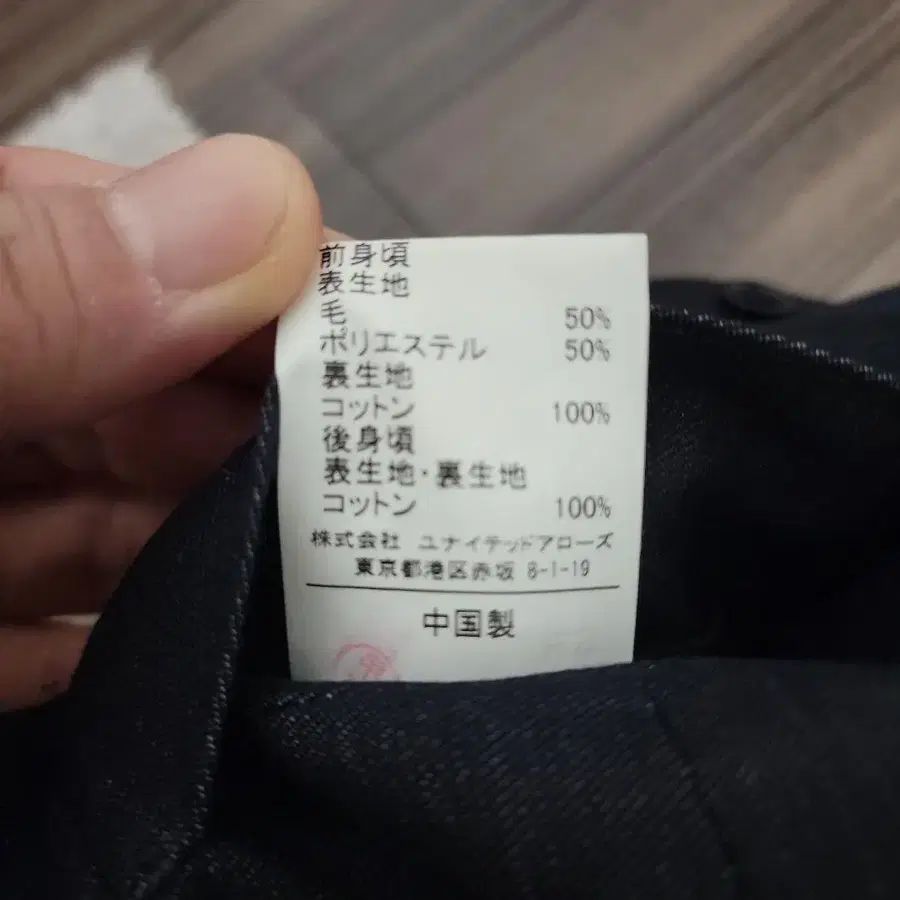 前身頃
表生地
毛 50%
ポリエステル 50%
裏生地
コットン 100%
後身頃
表生地・裏生地
コットン 100%
株式会社 ユナイテッドアローズ
東京都港区赤坂 8-1-19
中国製